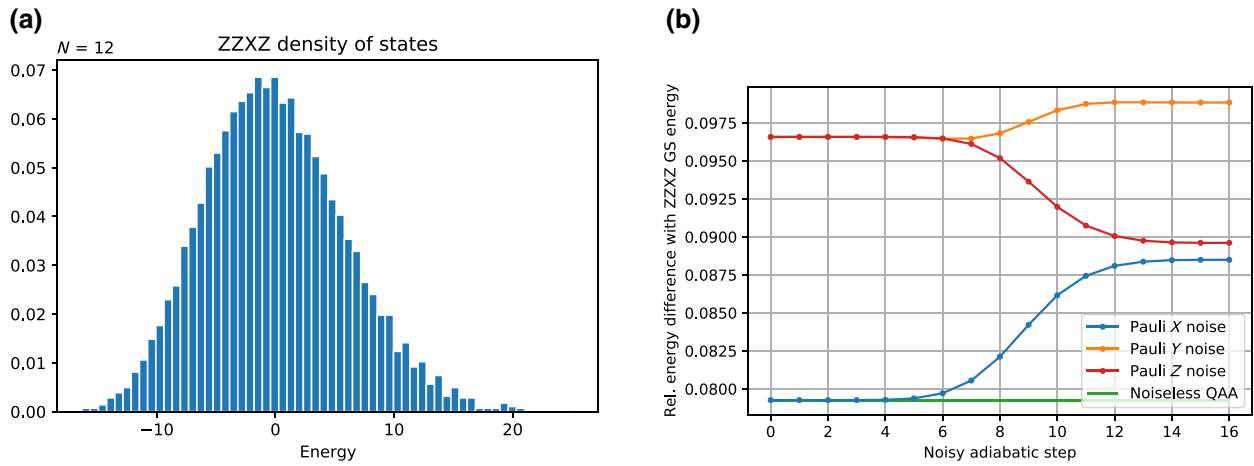 (a)
ZZXZ density of states
N = 12
0.07
0.06
0.05
0.04
0.03
0.02
0.01
0.00
−10
0
10
20
Energy
(b)
Rel. energy difference with ZZXZ GS energy
0.0975
0.0950
0.0925
0.0900
0.0875
0.0850
0.0825
0.0800
Pauli X noise
Pauli Y noise
Pauli Z noise
Noiseless QAA
0
2
4
6
8
10
12
14
16
Noisy adiabatic step